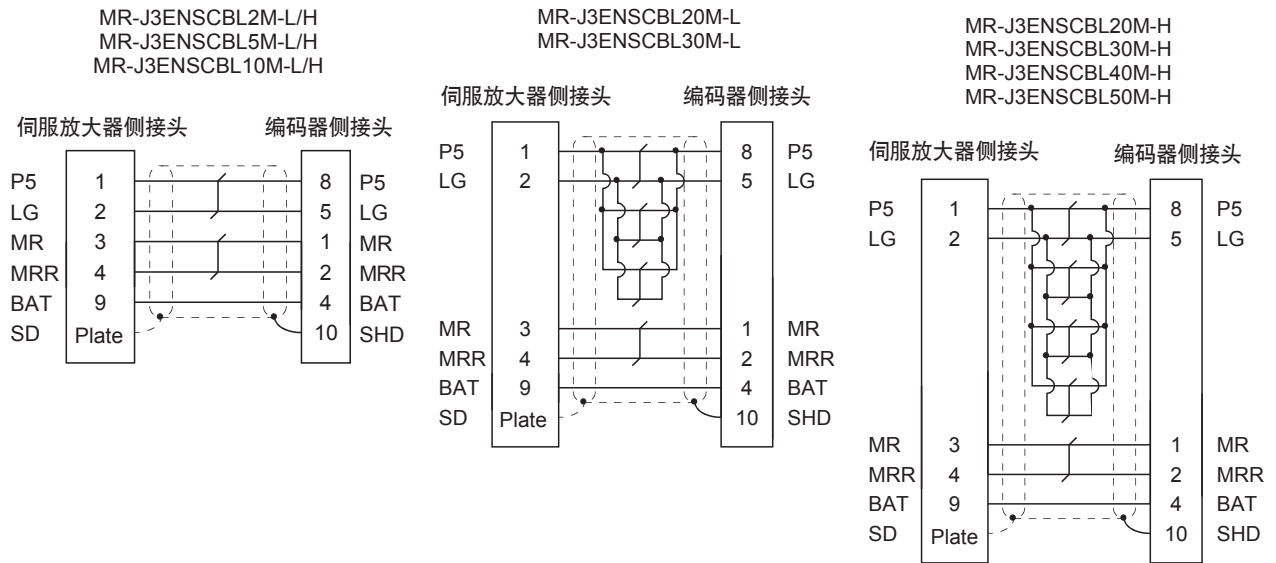 MR-J3ENSCBL2M-L/H
MR-J3ENSCBL5M-L/H
MR-J3ENSCBL10M-L/H
伺服放大器侧接头 编码器侧接头
P5 1 8 P5
LG 2 5 LG
MR 3 1 MR
MRR 4 2 MRR
BAT 9 4 BAT
SD Plate 10 SHD
MR-J3ENSCBL20M-L
MR-J3ENSCBL30M-L
伺服放大器侧接头 编码器侧接头
P5 1 8 P5
LG 2 5 LG
MR 3 1 MR
MRR 4 2 MRR
BAT 9 4 BAT
SD Plate 10 SHD
MR-J3ENSCBL20M-H
MR-J3ENSCBL30M-H
MR-J3ENSCBL40M-H
MR-J3ENSCBL50M-H
伺服放大器侧接头 编码器侧接头
P5 1 8 P5
LG 2 5 LG
MR 3 1 MR
MRR 4 2 MRR
BAT 9 4 BAT
SD Plate 10 SHD